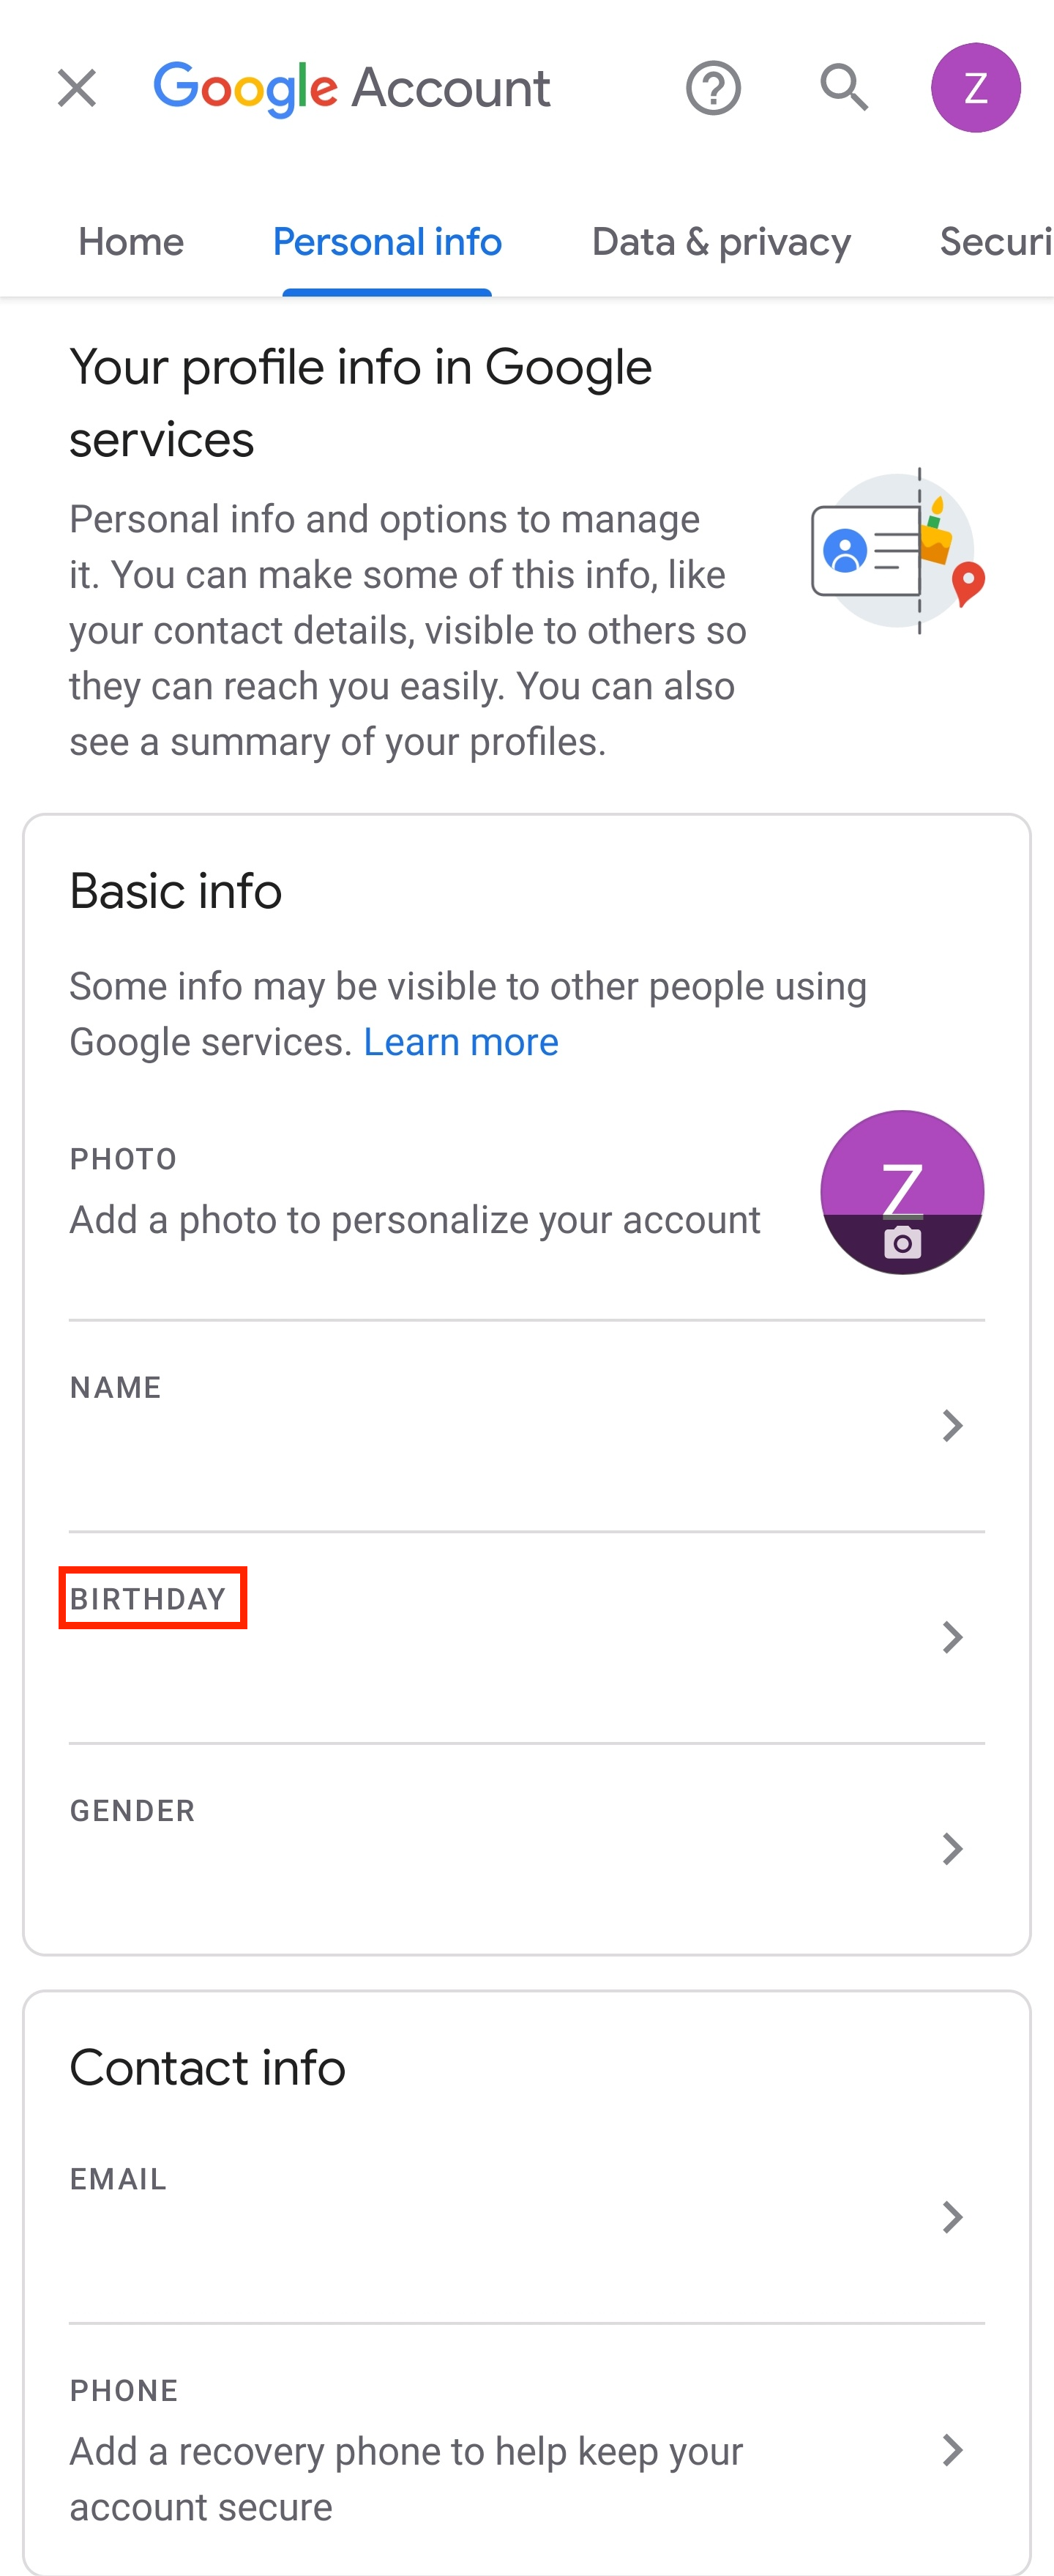 Google Account
Z
Home Personal info Data & privacy Securi
Your profile info in Google
services
Personal info and options to manage
it. You can make some of this info, like
your contact details, visible to others so
they can reach you easily. You can also
see a summary of your profiles.
Basic info
Some info may be visible to other people using
Google services. Learn more
PHOTO
Add a photo to personalize your account
Z
NAME
BIRTHDAY
GENDER
Contact info
EMAIL
PHONE
Add a recovery phone to help keep your
account secure